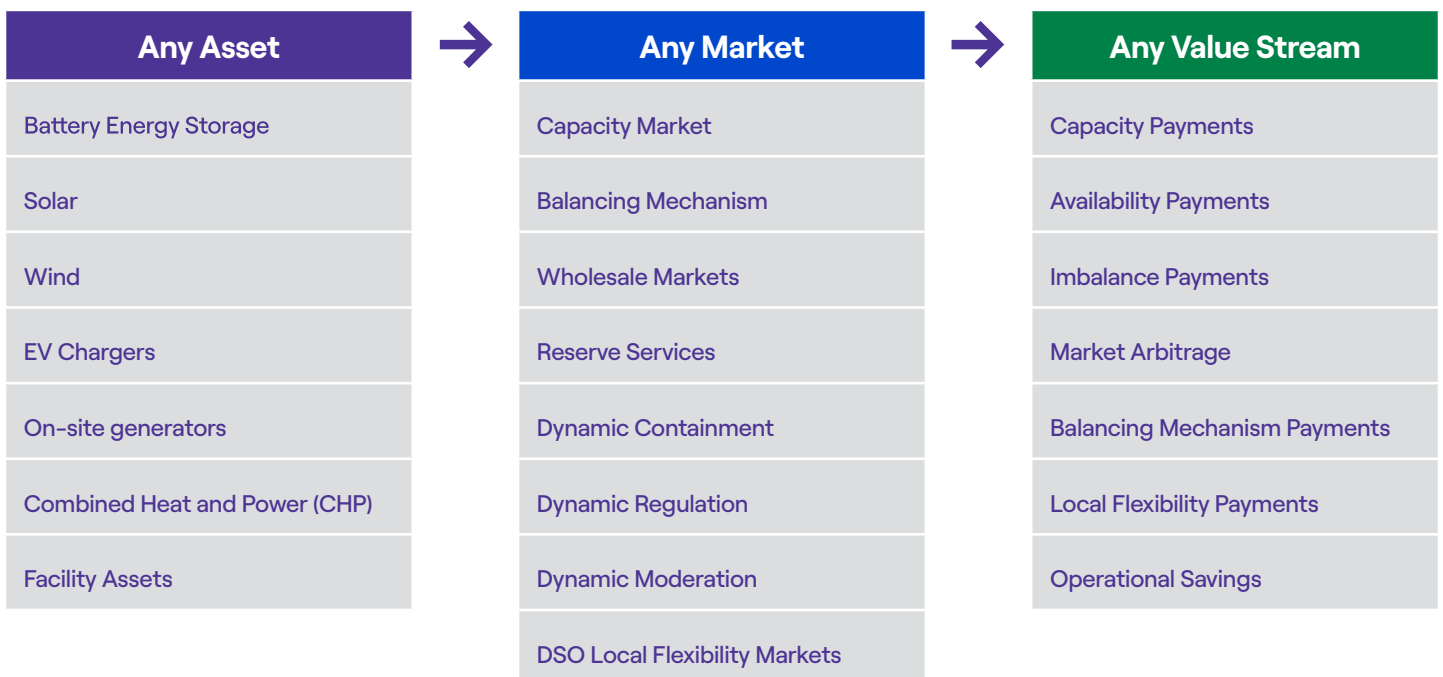 Any Asset
Battery Energy Storage
Solar
Wind
EV Chargers
On-site generators
Combined Heat and Power (CHP)
Facility Assets
Any Market
Capacity Market
Balancing Mechanism
Wholesale Markets
Reserve Services
Dynamic Containment
Dynamic Regulation
Dynamic Moderation
DSO Local Flexibility Markets
Any Value Stream
Capacity Payments
Availability Payments
Imbalance Payments
Market Arbitrage
Balancing Mechanism Payments
Local Flexibility Payments
Operational Savings